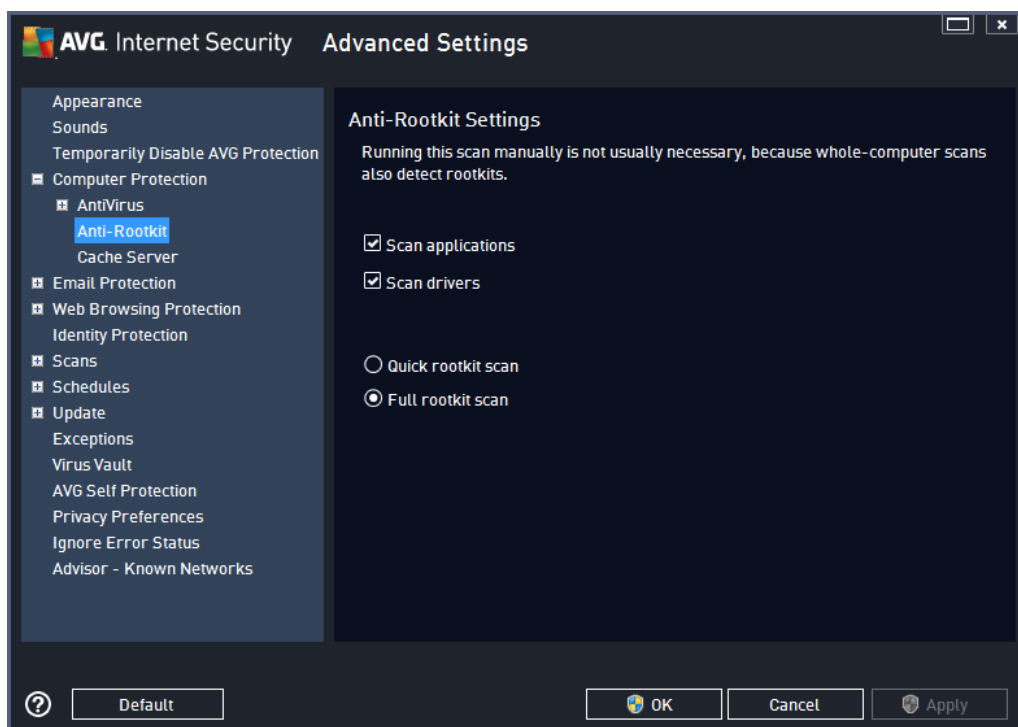 AVG. Internet Security Advanced Settings
Appearance
Sounds
Temporarily Disable AVG Protection
Computer Protection
AntiVirus
Anti-Rootkit
Cache Server
Email Protection
Web Browsing Protection
Identity Protection
Scans
Schedules
Update
Exceptions
Virus Vault
AVG Self Protection
Privacy Preferences
Ignore Error Status
Advisor - Known Networks
Anti-Rootkit Settings
Running this scan manually is not usually necessary, because whole-computer scans
also detect rootkits.
Scan applications
Scan drivers
Quick rootkit scan
Full rootkit scan
? Default OK Cancel Apply